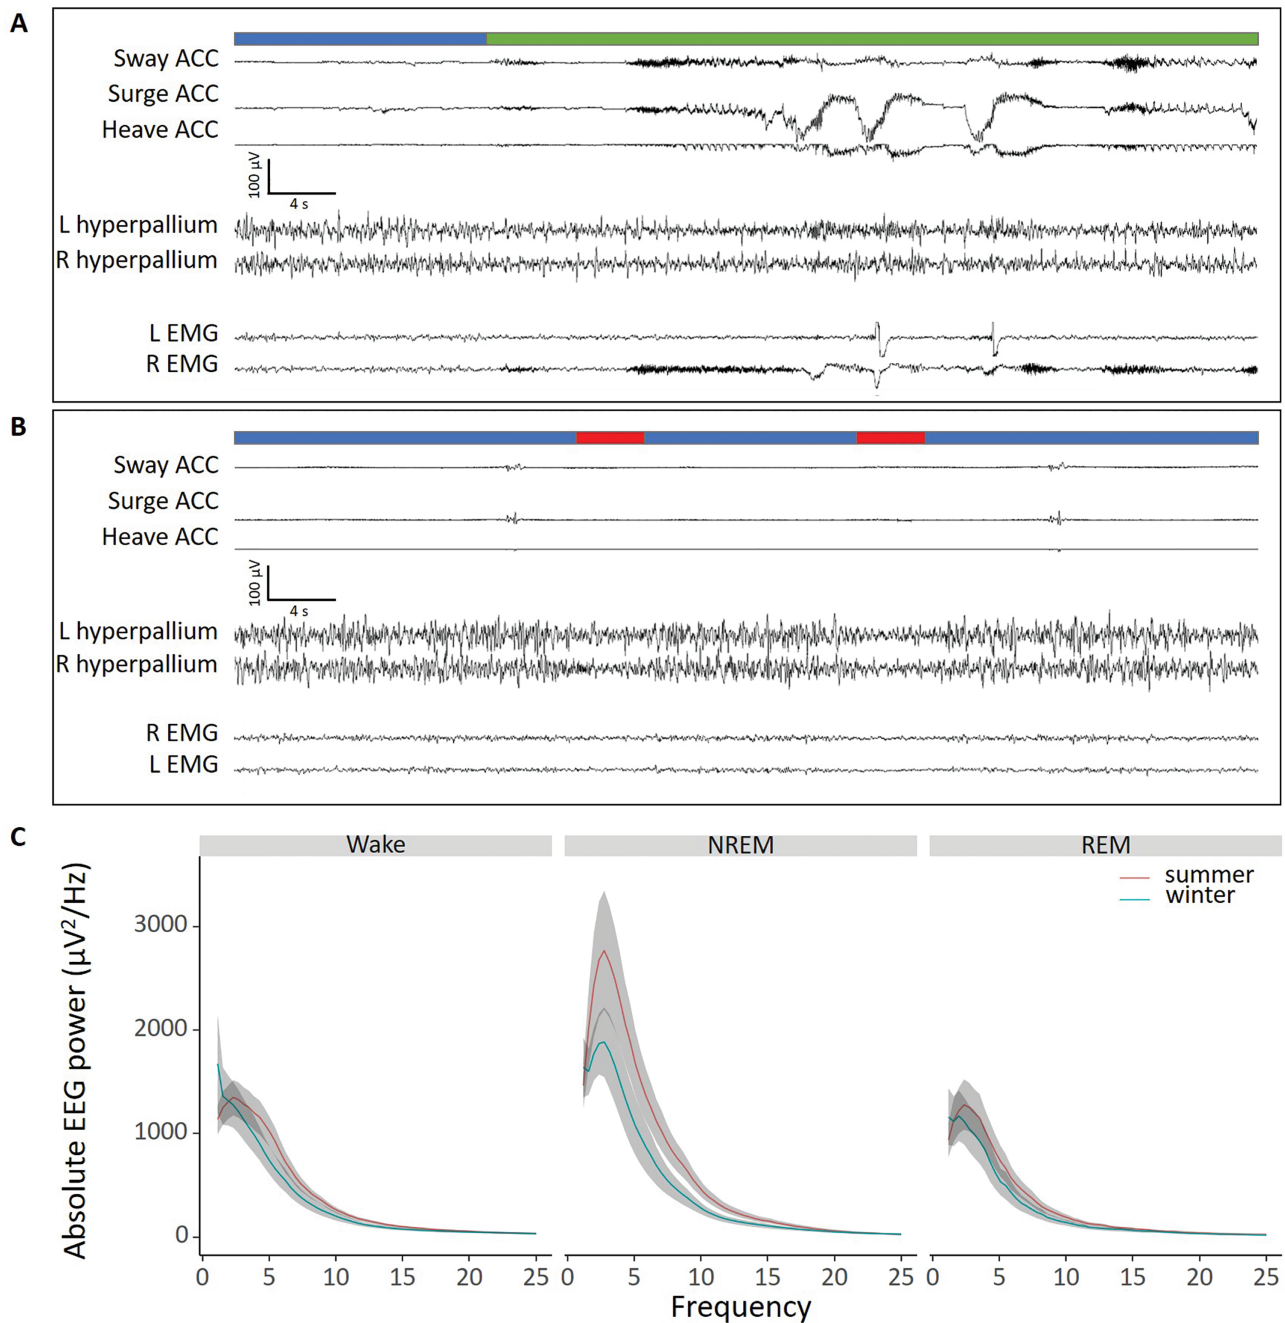 A
Sway ACC
Surge ACC
Heave ACC
100 µV
4 s
L hyperpallium
R hyperpallium
L EMG
R EMG
B
Sway ACC
Surge ACC
Heave ACC
100 µV
4 s
L hyperpallium
R hyperpallium
R EMG
L EMG
C
Wake NREM REM
summer
winter
Absolute EEG power (µV²/Hz)
3000
2000
1000
0
0 5 10 15 20 25 0 5 10 15 20 25 0 5 10 15 20 25
Frequency